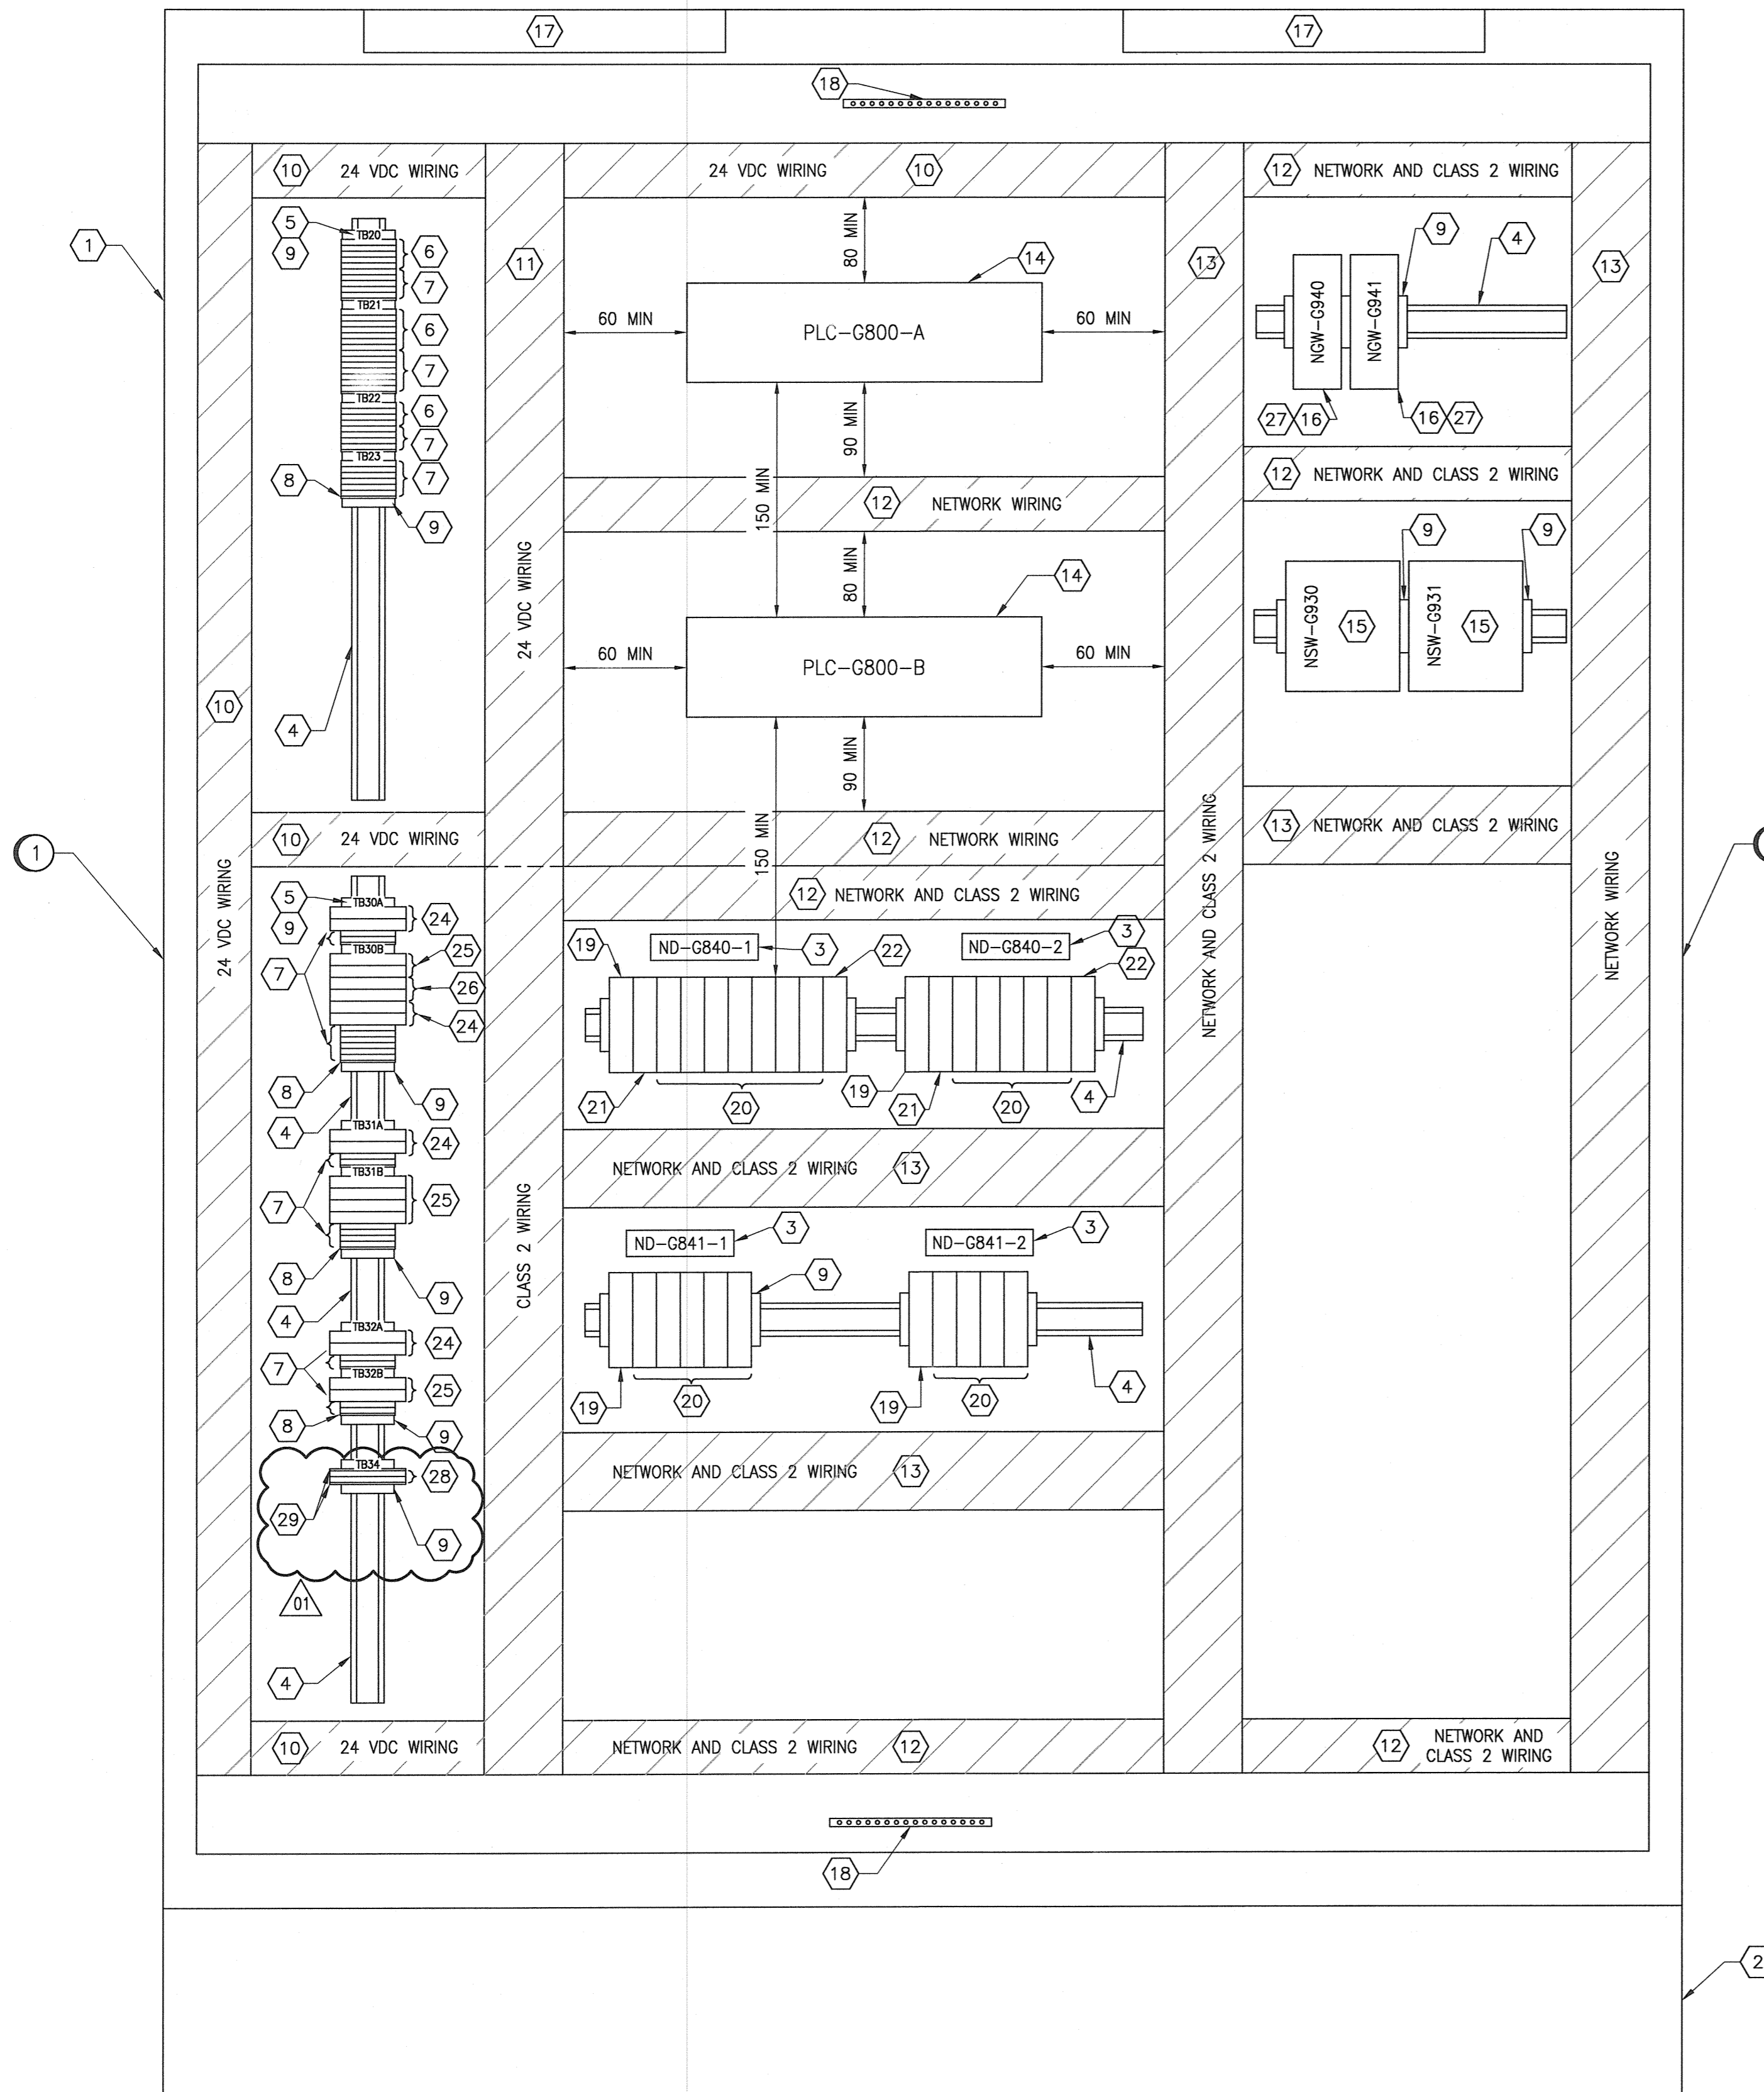 17
17
18
10 24 VDC WIRING
24 VDC WIRING 10
12 NETWORK AND CLASS 2 WIRING
1
5
9
TB20
6
7
TB21
6
7
TB22
6
7
TB23
7
8
9
4
10
24 VDC WIRING
11
24 VDC WIRING
CLASS 2 WIRING
80 MIN
14
60 MIN
PLC-G800-A
60 MIN
90 MIN
150 MIN
12 NETWORK WIRING
80 MIN
14
60 MIN
PLC-G800-B
60 MIN
90 MIN
150 MIN
13
NETWORK AND CLASS 2 WIRING
9
4
NGW-G940
NGW-G941
27 16
16 27
12 NETWORK AND CLASS 2 WIRING
9
9
NSW-G930
15
NSW-G931
15
13
NETWORK WIRING
13 NETWORK AND CLASS 2 WIRING
1
10 24 VDC WIRING
12 NETWORK WIRING
12 NETWORK AND CLASS 2 WIRING
5
9
TB30A
24
7
TB30B
25
26
24
8
9
4
TB31A
24
7
TB31B
25
8
9
4
TB32A
24
7
TB32B
25
8
9
TB34
28
29
9
01
4
19
ND-G840-1
3
22
ND-G840-2
3
22
21
20
19
21
20
4
NETWORK AND CLASS 2 WIRING 13
ND-G841-1
3
9
ND-G841-2
3
19
20
19
20
4
NETWORK AND CLASS 2 WIRING 13
10 24 VDC WIRING
NETWORK AND CLASS 2 WIRING 12
12 NETWORK AND
CLASS 2 WIRING
18
2